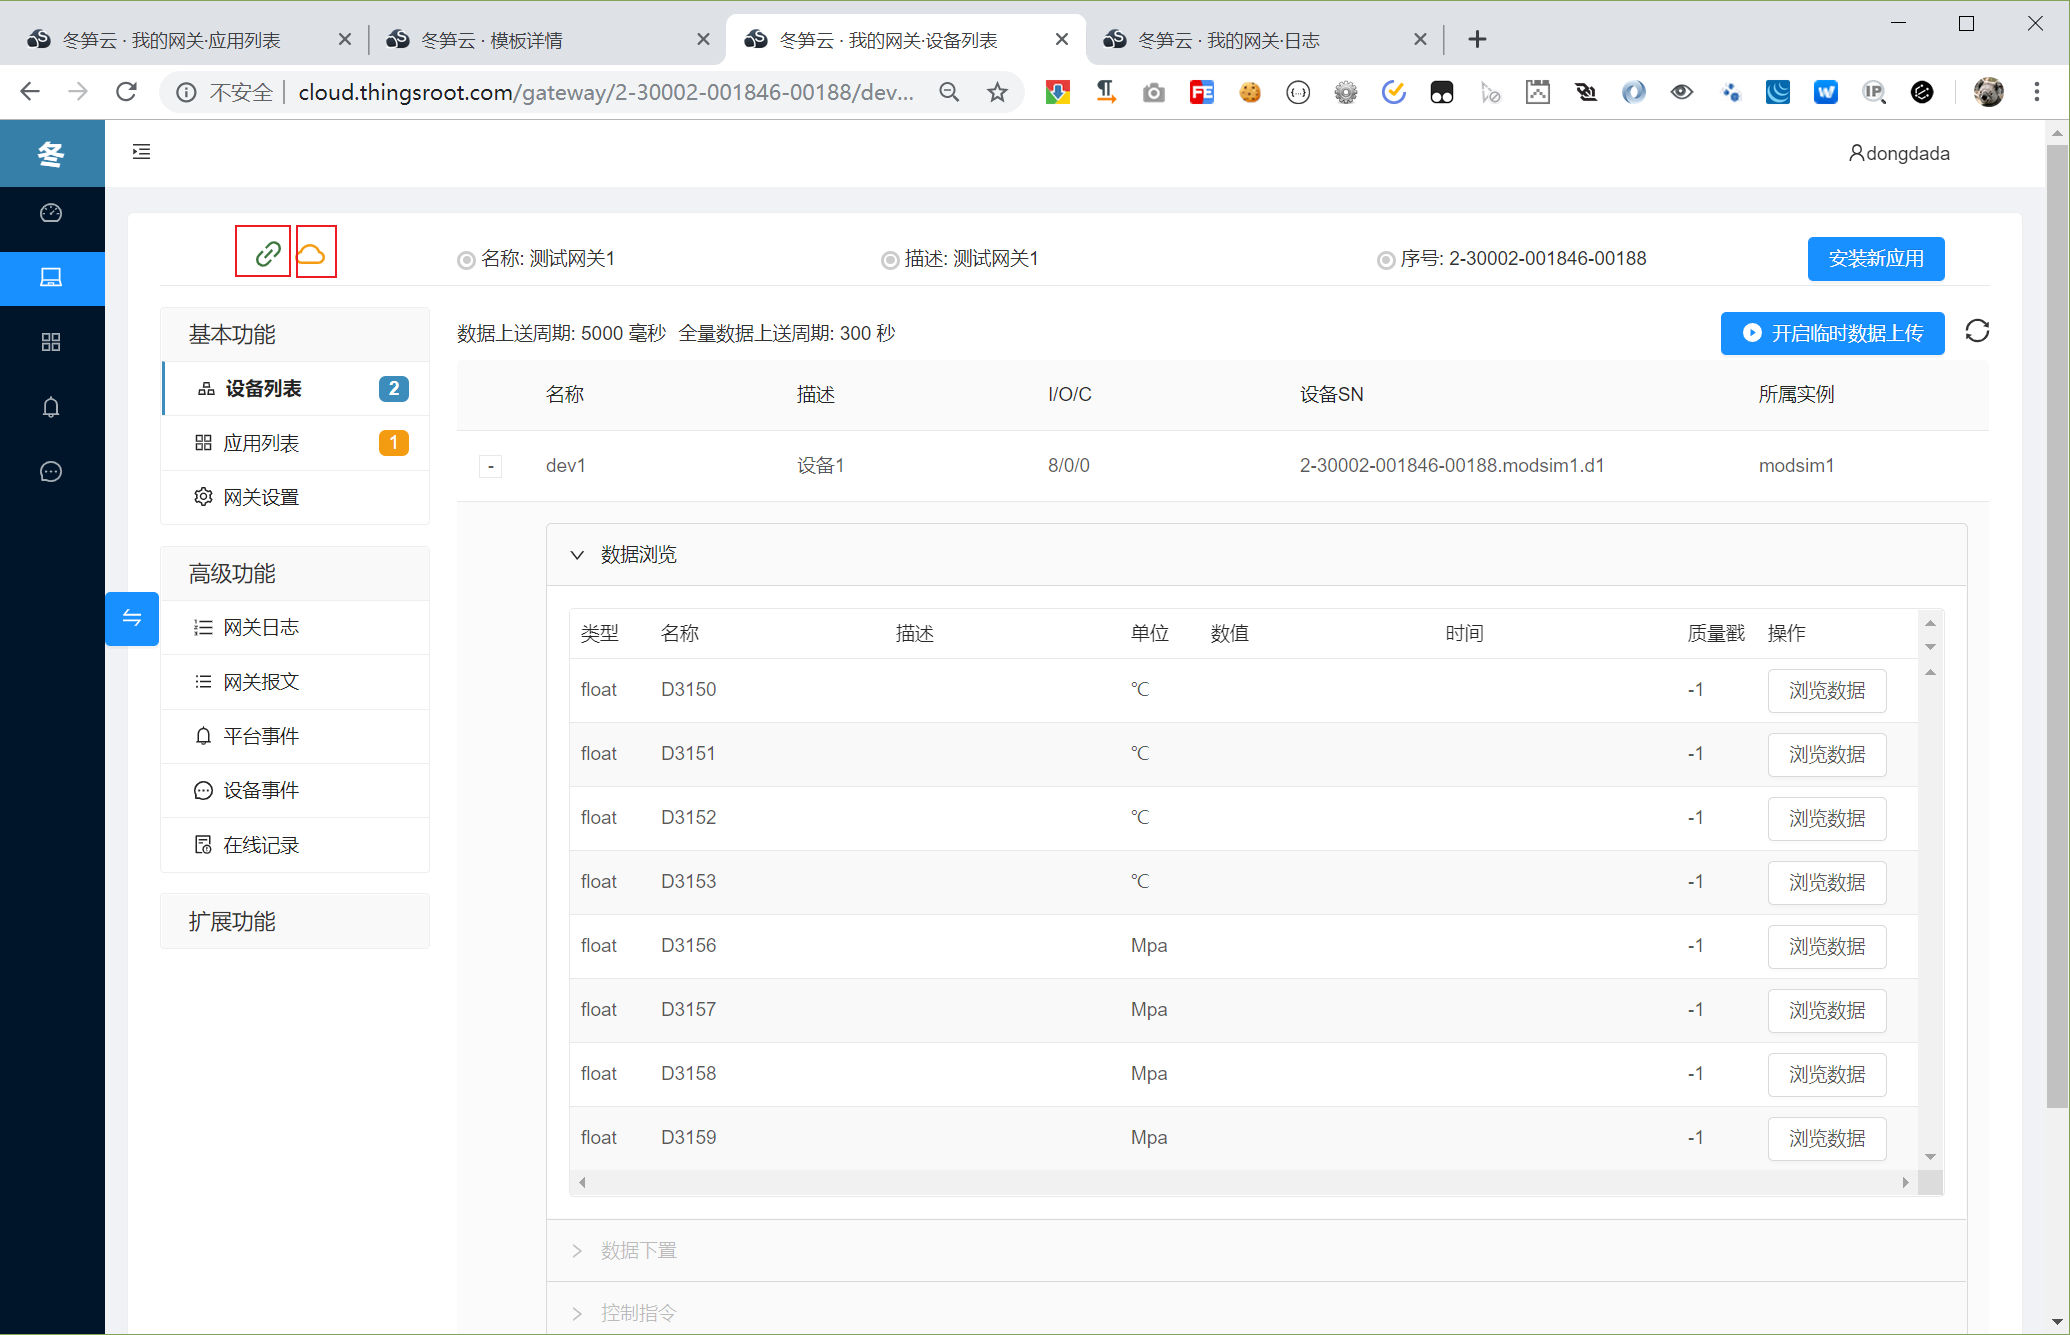 冬笋云 · 我的网关·应用列表
冬笋云 · 模板详情
冬笋云 · 我的网关·设备列表
冬笋云 · 我的网关·日志
不安全 cloud.thingsroot.com/gateway/2-30002-001846-00188/dev...
冬
dongdada
名称: 测试网关1 描述: 测试网关1 序号: 2-30002-001846-00188
安装新应用
基本功能
设备列表 2
应用列表 1
网关设置
高级功能
网关日志
网关报文
平台事件
设备事件
在线记录
扩展功能
数据上送周期: 5000 毫秒 全量数据上送周期: 300 秒
开启临时数据上传
名称 描述 I/O/C 设备SN 所属实例
- dev1 设备1 8/0/0 2-30002-001846-00188.modsim1.d1 modsim1
数据浏览
类型 名称 描述 单位 数值 时间 质量戳 操作
float D3150 ℃ -1 浏览数据
float D3151 ℃ -1 浏览数据
float D3152 ℃ -1 浏览数据
float D3153 ℃ -1 浏览数据
float D3156 Mpa -1 浏览数据
float D3157 Mpa -1 浏览数据
float D3158 Mpa -1 浏览数据
float D3159 Mpa -1 浏览数据
数据下置
控制指令